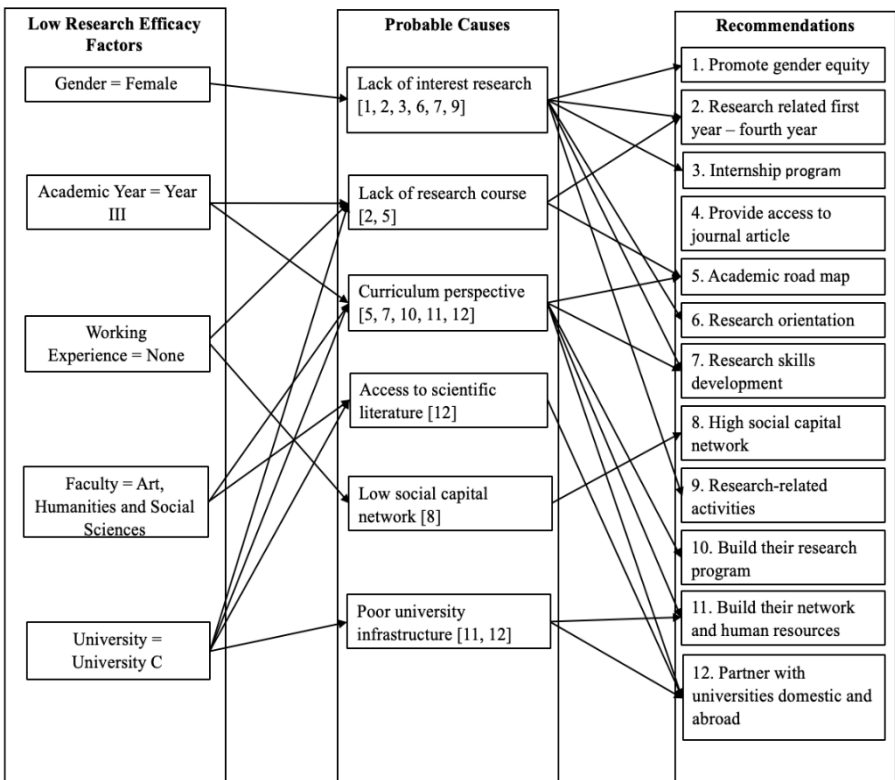 Low Research Efficacy
Factors
Gender = Female
Academic Year = Year
III
Working
Experience = None
Faculty = Art,
Humanities and Social
Sciences
University =
University C
Probable Causes
Lack of interest research
[1, 2, 3, 6, 7, 9]
Lack of research course
[2, 5]
Curriculum perspective
[5, 7, 10, 11, 12]
Access to scientific
literature [12]
Low social capital
network [8]
Poor university
infrastructure [11, 12]
Recommendations
1. Promote gender equity
2. Research related first
year – fourth year
3. Internship program
4. Provide access to
journal article
5. Academic road map
6. Research orientation
7. Research skills
development
8. High social capital
network
9. Research-related
activities
10. Build their research
program
11. Build their network
and human resources
12. Partner with
universities domestic and
abroad